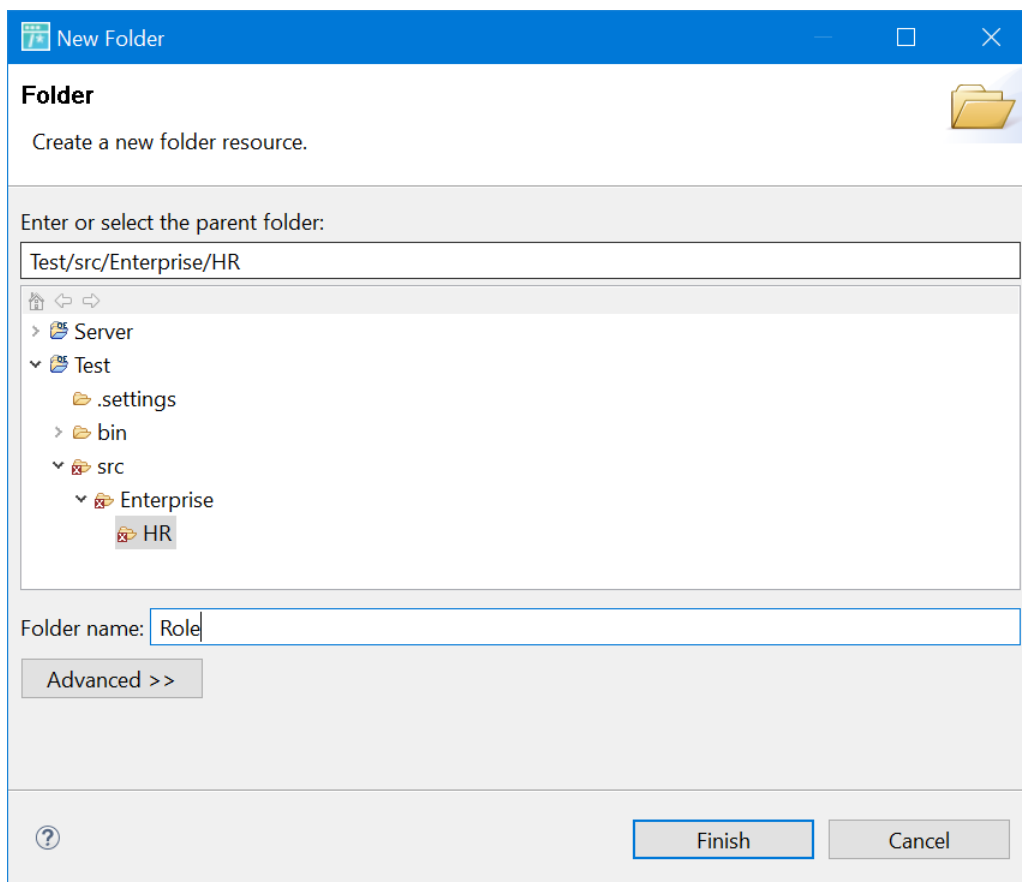 New Folder
Folder
Create a new folder resource.
Enter or select the parent folder:
Test/src/Enterprise/HR
Server
Test
.settings
bin
src
Enterprise
HR
Folder name: Role
Advanced >>
Finish Cancel